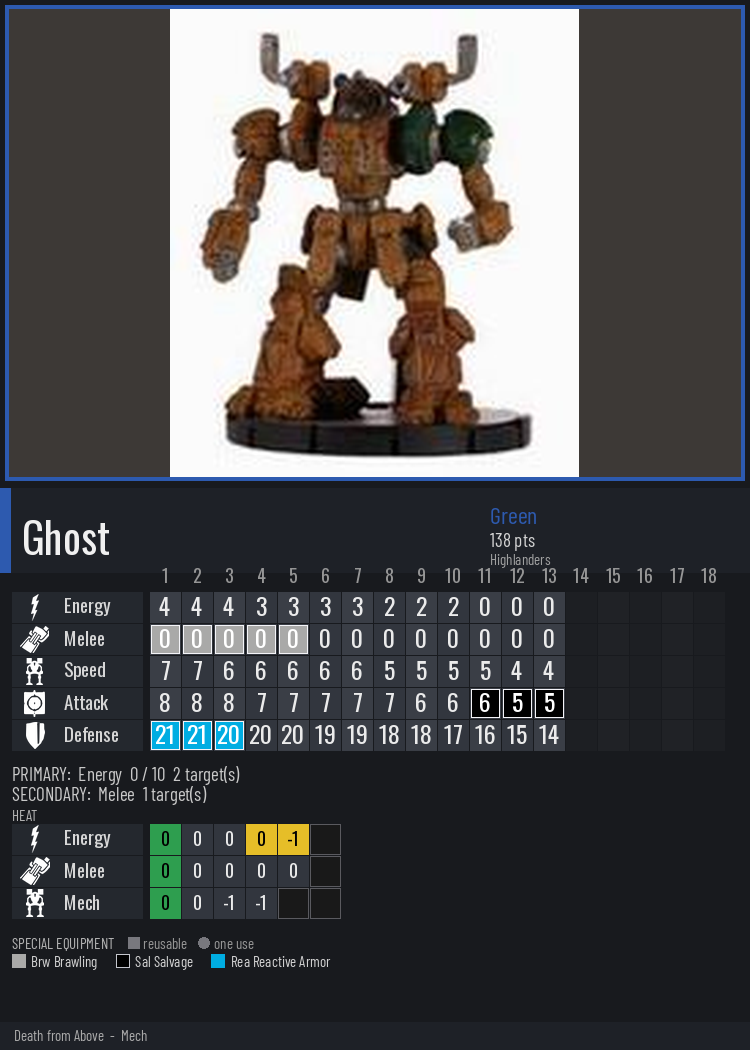 Ghost
Green
138 pts
Highlanders
1 2 3 4 5 6 7 8 9 10 11 12 13 14 15 16 17 18
Energy 4 4 4 3 3 3 3 2 2 2 0 0 0
Melee 0 0 0 0 0 0 0 0 0 0 0 0 0
Speed 7 7 6 6 6 6 6 5 5 5 5 4 4
Attack 8 8 8 7 7 7 7 7 6 6 6 5 5
Defense 21 21 20 20 20 19 19 18 18 17 16 15 14
PRIMARY: Energy 0 / 10 2 target(s)
SECONDARY: Melee 1 target(s)
HEAT
Energy 0 0 0 0 -1
Melee 0 0 0 0 0
Mech 0 0 -1 -1
SPECIAL EQUIPMENT reusable one use
Brw Brawling Sal Salvage Rea Reactive Armor
Death from Above - Mech